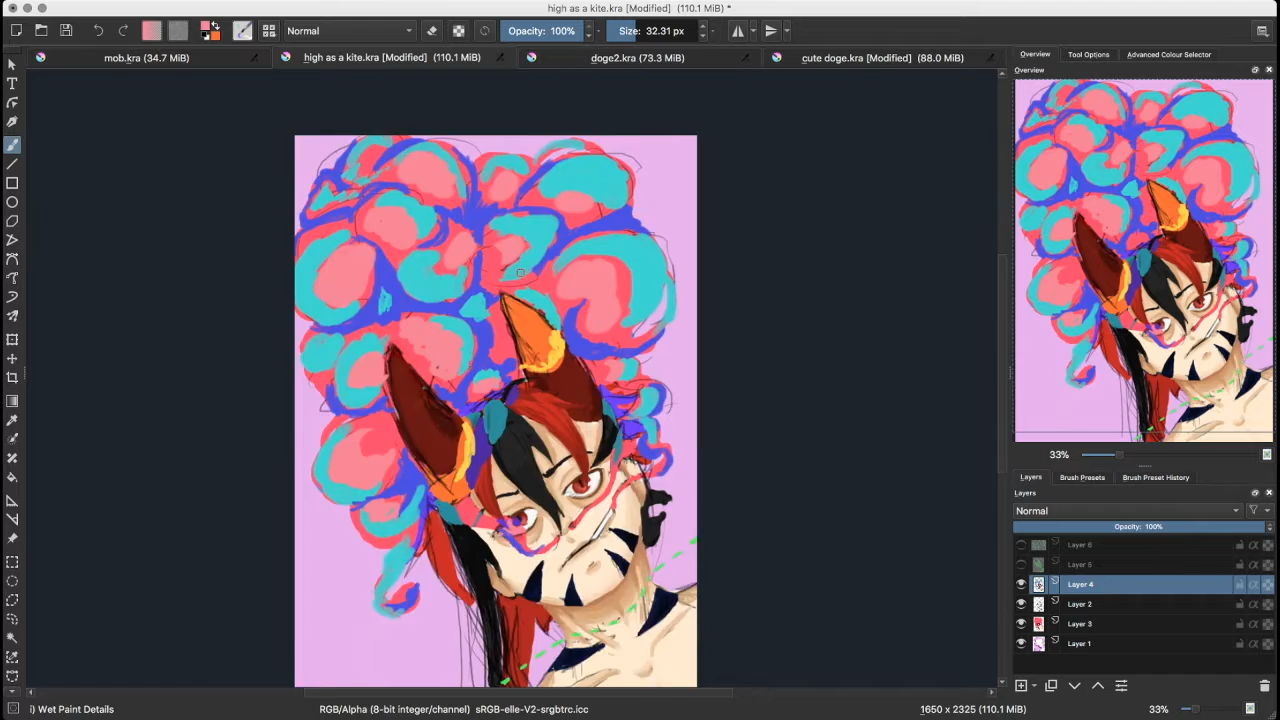 high as a kite.kra [Modified] (110.1 MiB) *
Normal
Opacity: 100%
Size: 32.31 px
mob.kra (34.7 MiB)
high as a kite.kra [Modified] (110.1 MiB)
doge2.kra (73.3 MiB)
cute doge.kra [Modified] (88.0 MiB)
Overview
Tool Options
Advanced Colour Selector
Overview
33%
Layers
Brush Presets
Brush Preset History
Layers
Normal
Opacity: 100%
Layer 6
Layer 5
Layer 4
Layer 2
Layer 3
Layer 1
i) Wet Paint Details
RGB/Alpha (8-bit integer/channel) sRGB-elle-V2-srgbtrc.icc
1650 x 2325 (110.1 MiB)
33%